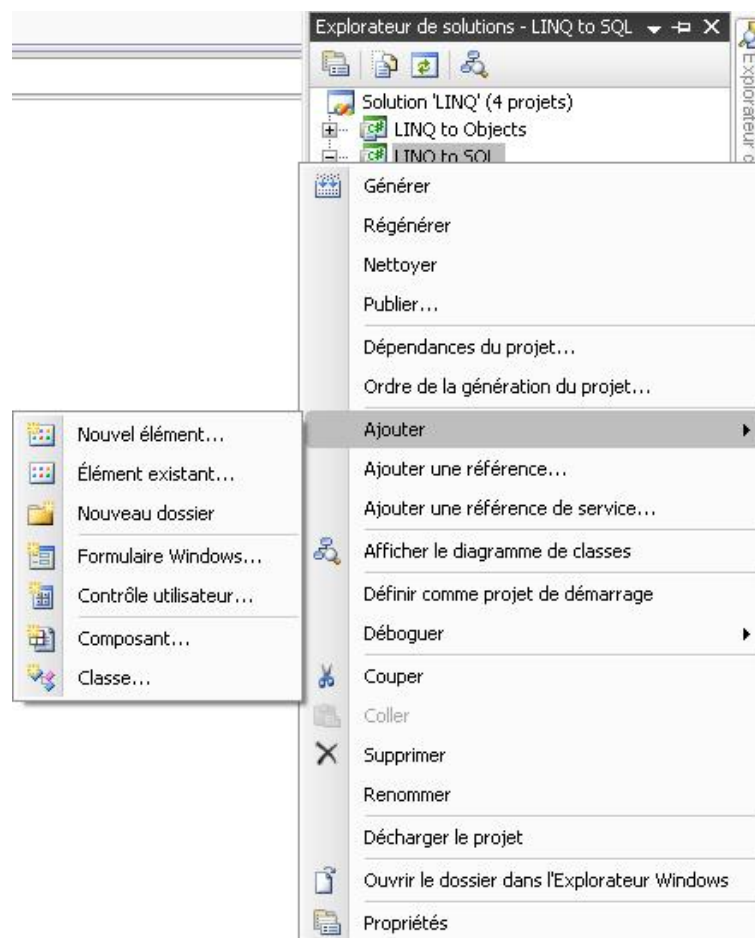 Explorateur de solutions - LINQ to SQL
Solution 'LINQ' (4 projets)
LINQ to Objects
LINQ to SQL
Générer
Régénérer
Nettoyer
Publier...
Dépendances du projet...
Ordre de la génération du projet...
Ajouter
Ajouter une référence...
Ajouter une référence de service...
Afficher le diagramme de classes
Définir comme projet de démarrage
Déboguer
Couper
Coller
Supprimer
Renommer
Décharger le projet
Ouvrir le dossier dans l'Explorateur Windows
Propriétés
Nouvel élément...
Élément existant...
Nouveau dossier
Formulaire Windows...
Contrôle utilisateur...
Composant...
Classe...
Explorateur